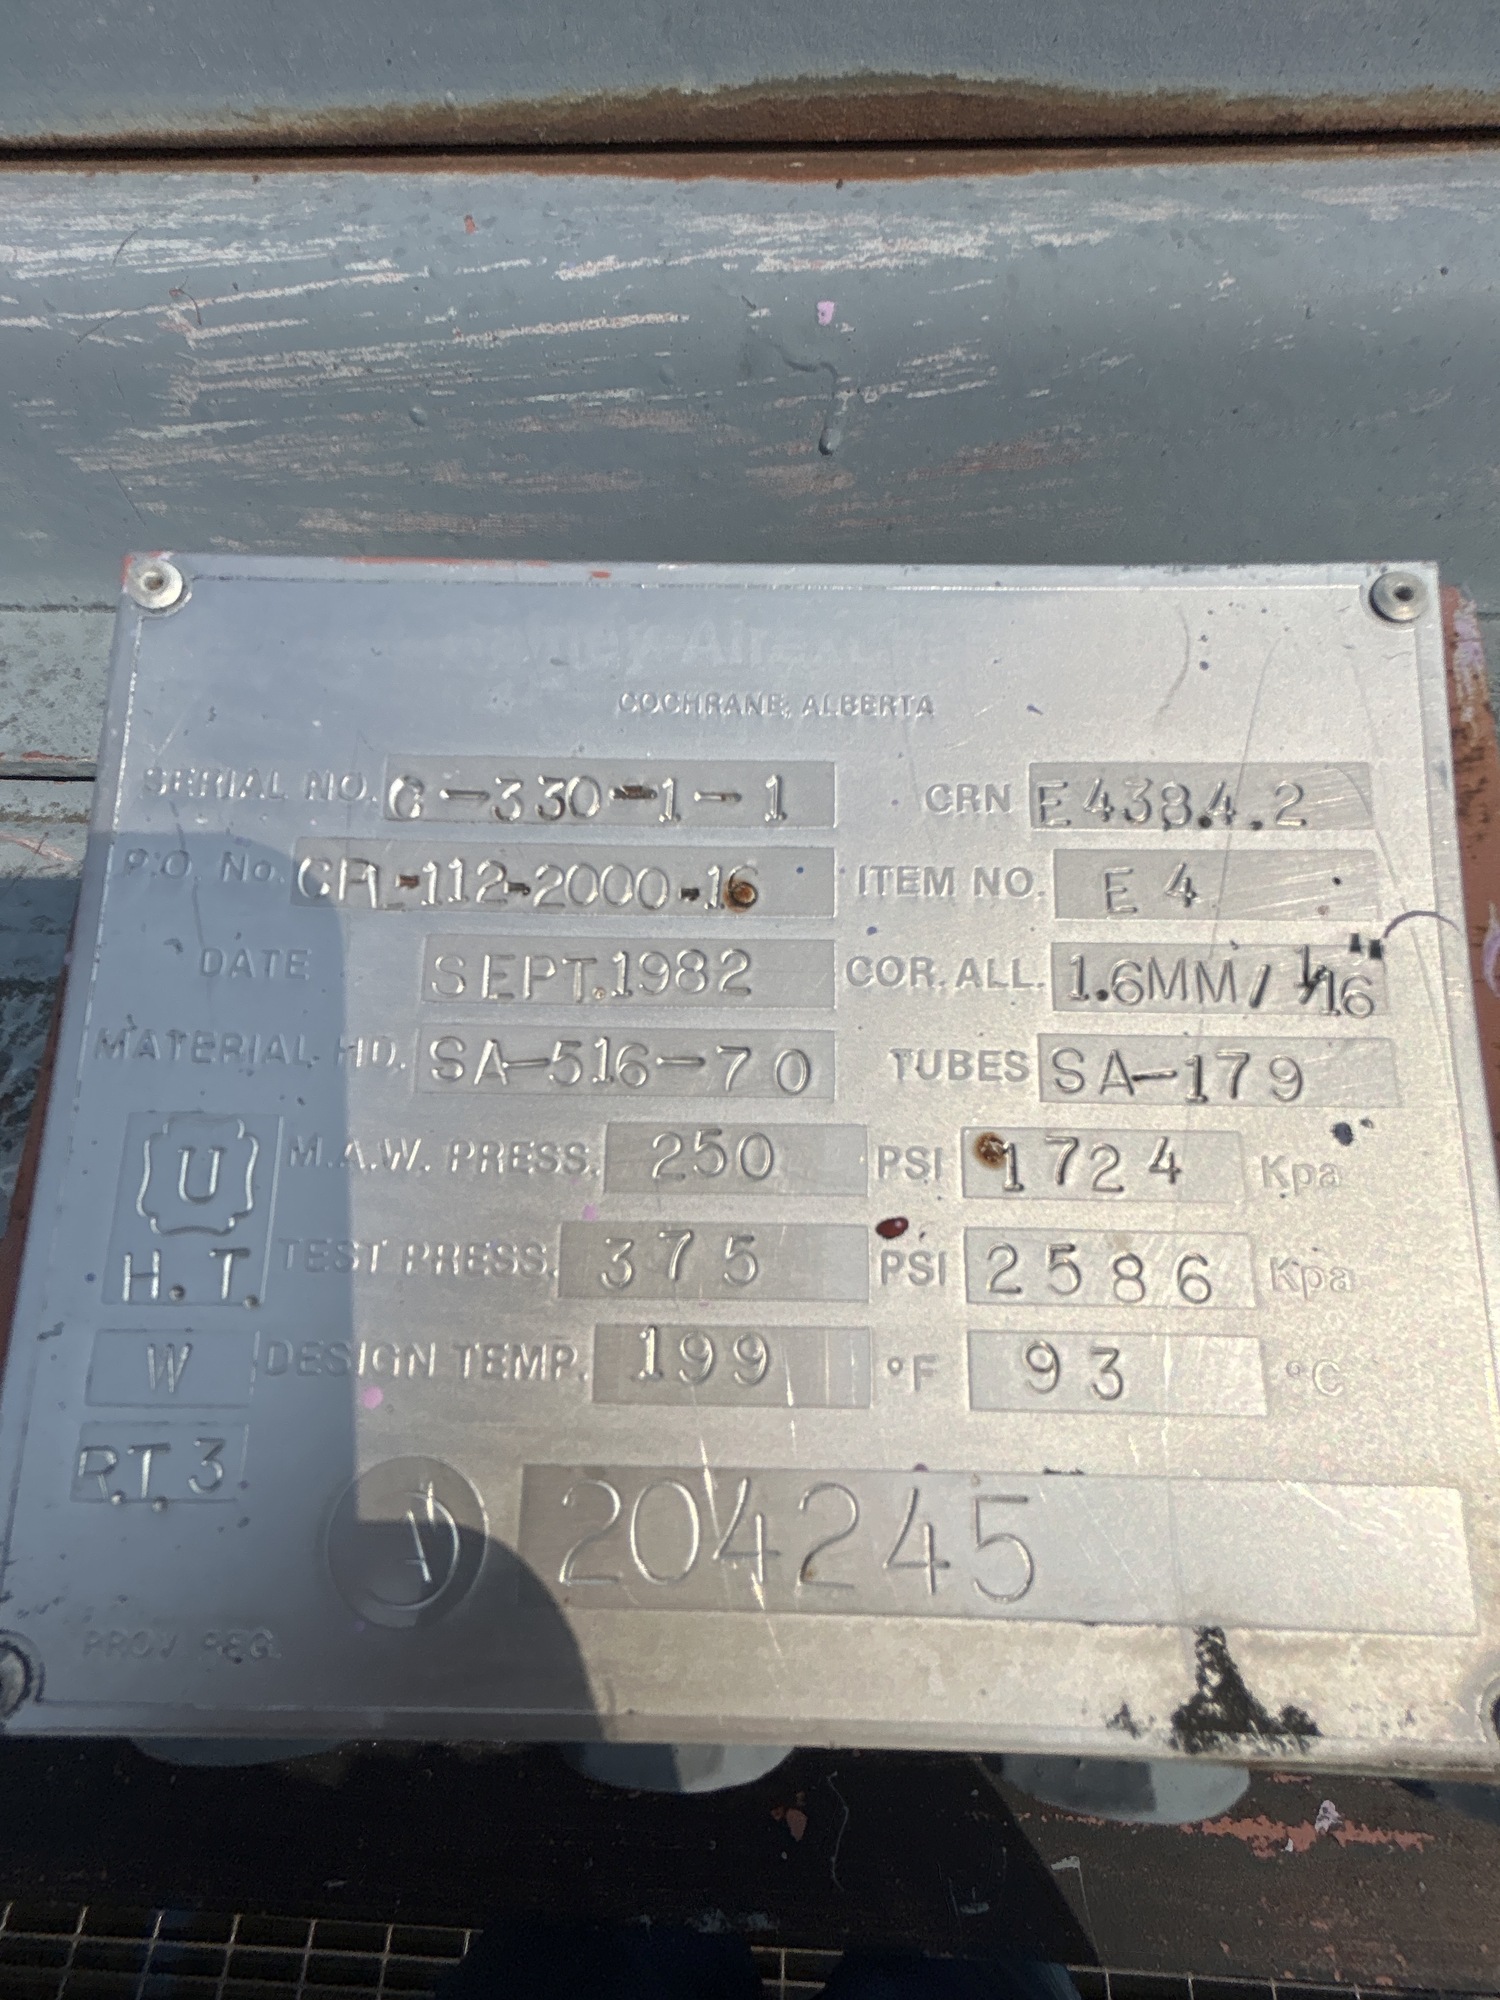 COCHRANE, ALBERTA
SERIAL NO. G-330-1-1 CRN E4384.2
P.O. No. CPL-112-2000-16 ITEM NO. E4
DATE SEPT.1982 COR. ALL. 1.6MM/ 1/16"
MATERIAL HD. SA-516-70 TUBES SA-179
U M.A.W. PRESS. 250 PSI 1724 Kpa
H.T. TEST PRESS. 375 PSI 2586 Kpa
W DESIGN TEMP. 199 °F 93 °C
R.T.3. A 204245
PROV REG.